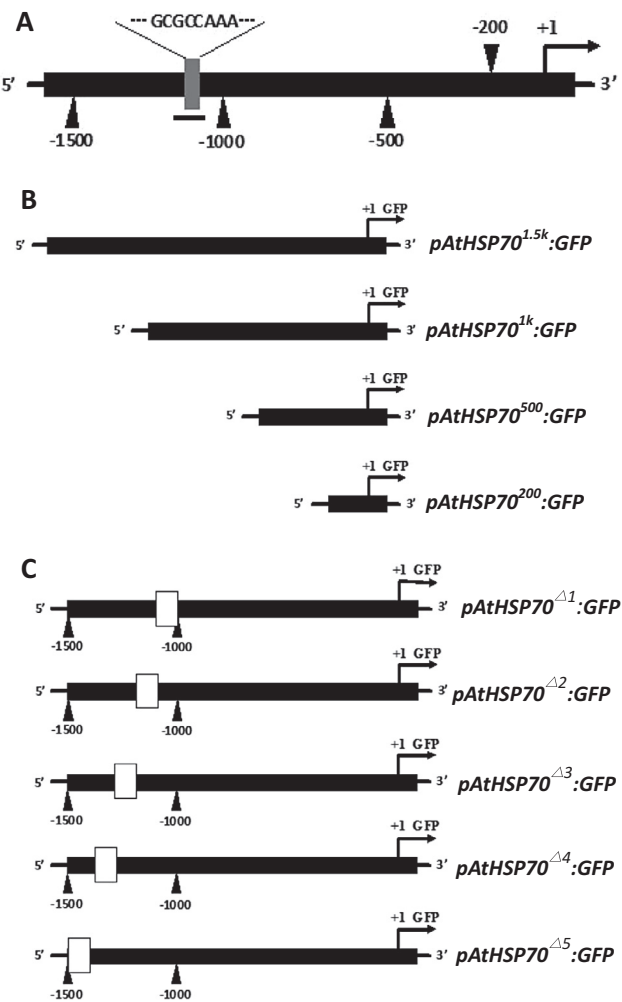 A
--- GCGCCAAA ---
-200
+1
5' 3'
-1500
-1000
-500
B
+1 GFP
5' 3' pAtHSP70^1.5k:GFP
+1 GFP
5' 3' pAtHSP70^1k:GFP
+1 GFP
5' 3' pAtHSP70^500:GFP
+1 GFP
5' 3' pAtHSP70^200:GFP
C
+1 GFP
5' 3' pAtHSP70^△1:GFP
-1500 -1000
+1 GFP
5' 3' pAtHSP70^△2:GFP
-1500 -1000
+1 GFP
5' 3' pAtHSP70^△3:GFP
-1500 -1000
+1 GFP
5' 3' pAtHSP70^△4:GFP
-1500 -1000
+1 GFP
5' 3' pAtHSP70^△5:GFP
-1500 -1000